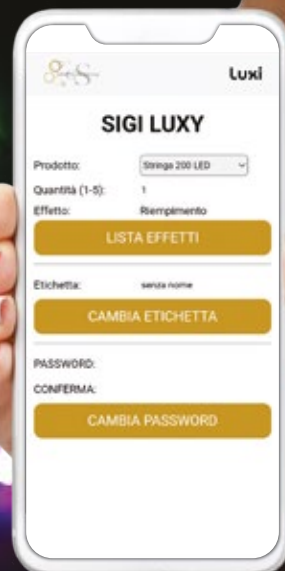 Luxi
SIGI LUXY
Prodotto: Stringa 200 LED
Quantità (1-5): 1
Effetto: Riempimento
LISTA EFFETTI
Etichetta: senza nome
CAMBIA ETICHETTA
PASSWORD:
CONFERMA:
CAMBIA PASSWORD